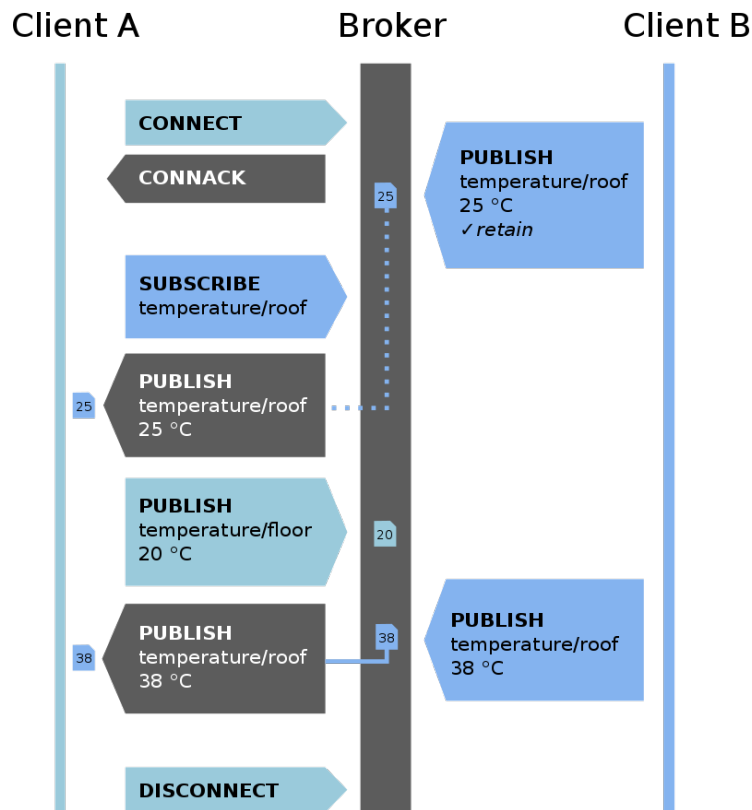 Client A
Broker
Client B
CONNECT
CONNACK
PUBLISH
temperature/roof
25 °C
✓retain
25
SUBSCRIBE
temperature/roof
PUBLISH
temperature/roof
25 °C
25
PUBLISH
temperature/floor
20 °C
20
PUBLISH
temperature/roof
38 °C
38
PUBLISH
temperature/roof
38 °C
38
DISCONNECT